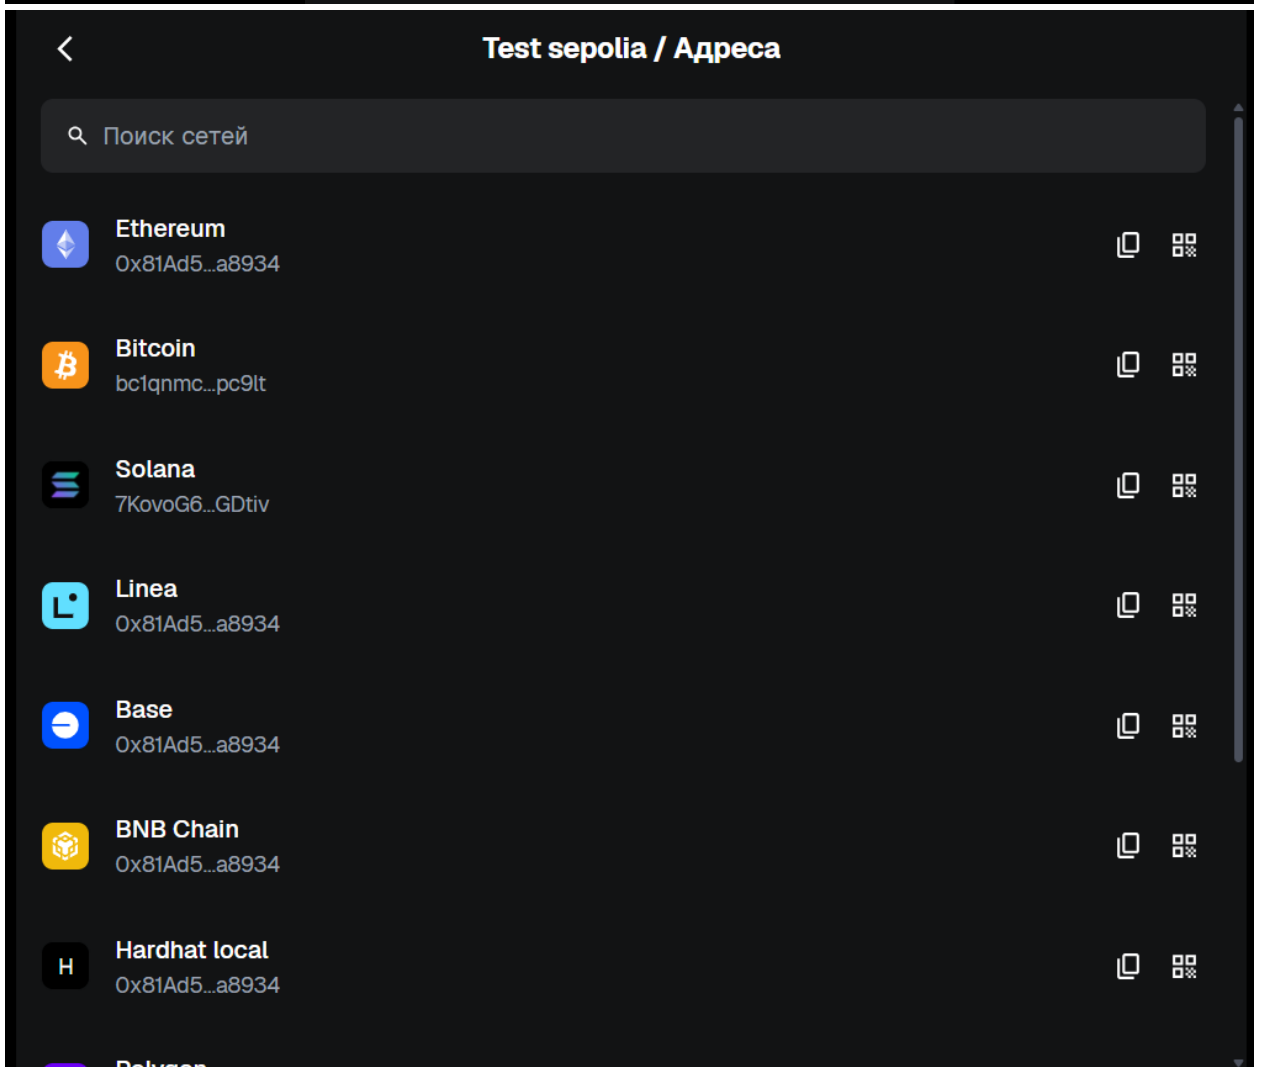 Test sepolia / Адреса
Поиск сетей
Ethereum
0x81Ad5...a8934
Bitcoin
bc1qnmc...pc9lt
Solana
7KovoG6...GDtiv
Linea
0x81Ad5...a8934
Base
0x81Ad5...a8934
BNB Chain
0x81Ad5...a8934
H
Hardhat local
0x81Ad5...a8934
Polygon